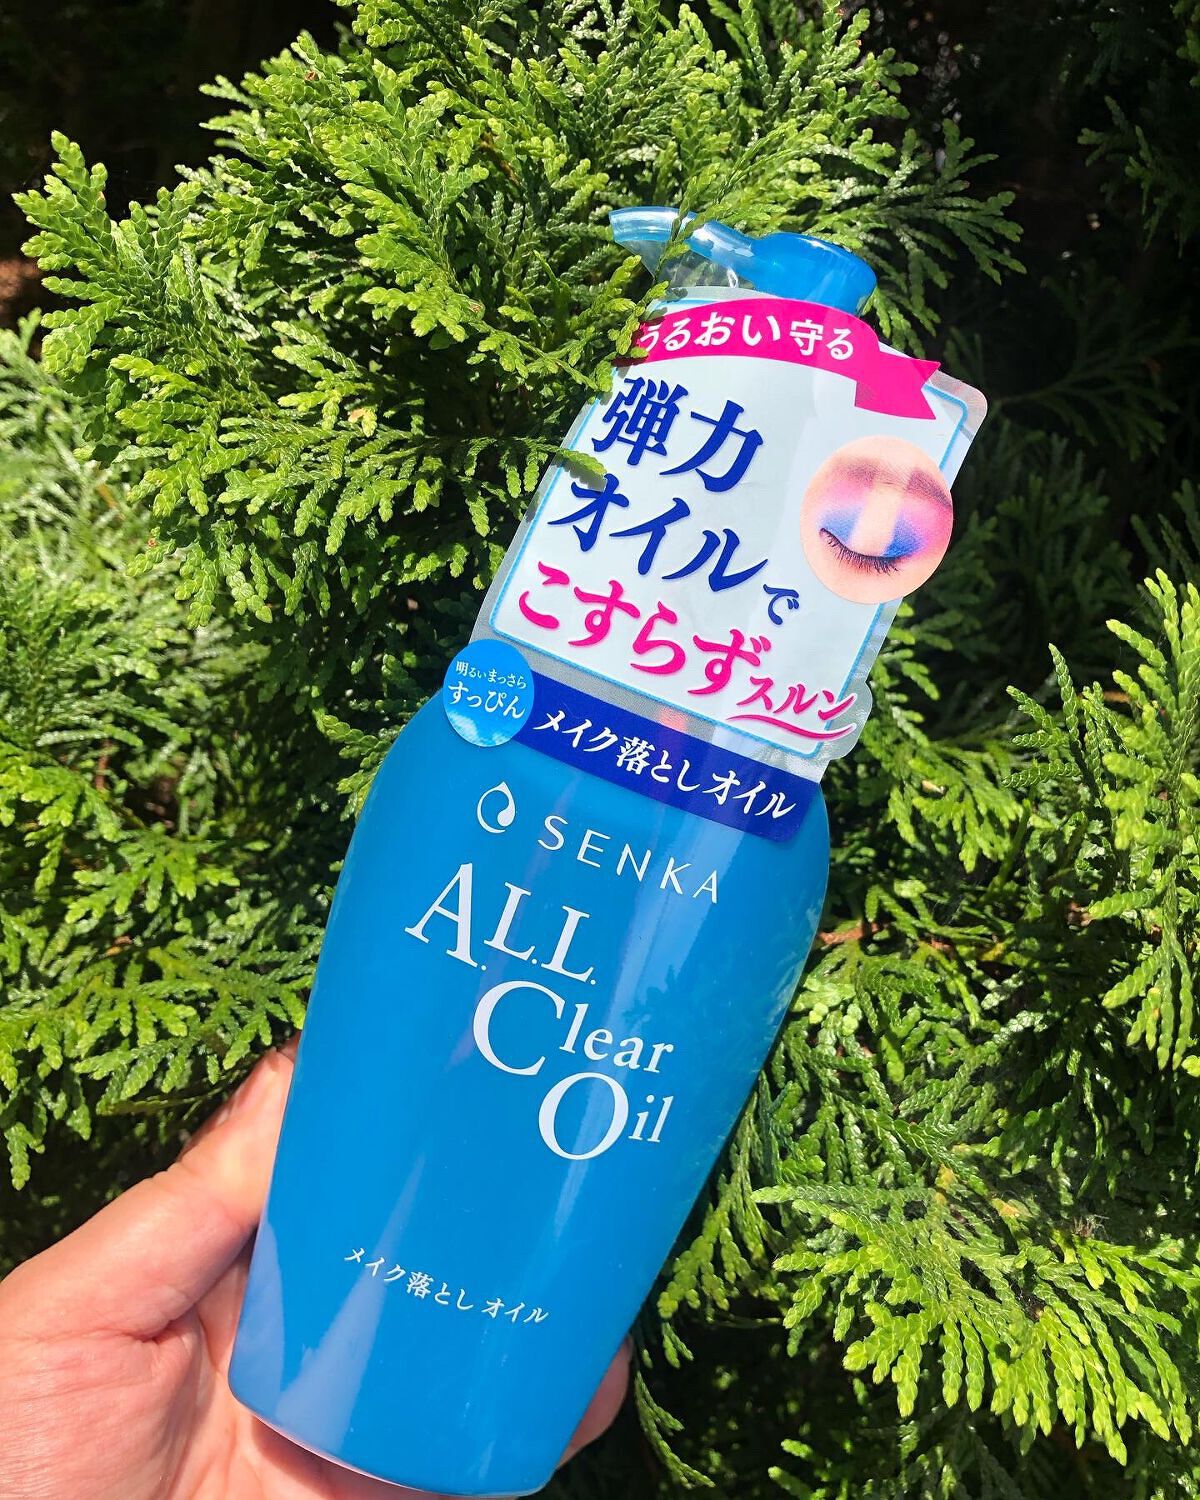 うるおい守る
弾力
オイルで
こすらずスルン
明るいまっさら
すっぴん
メイク落としオイル
SENKA
A.L.L.
Clear
Oil
メイク落とし オイル